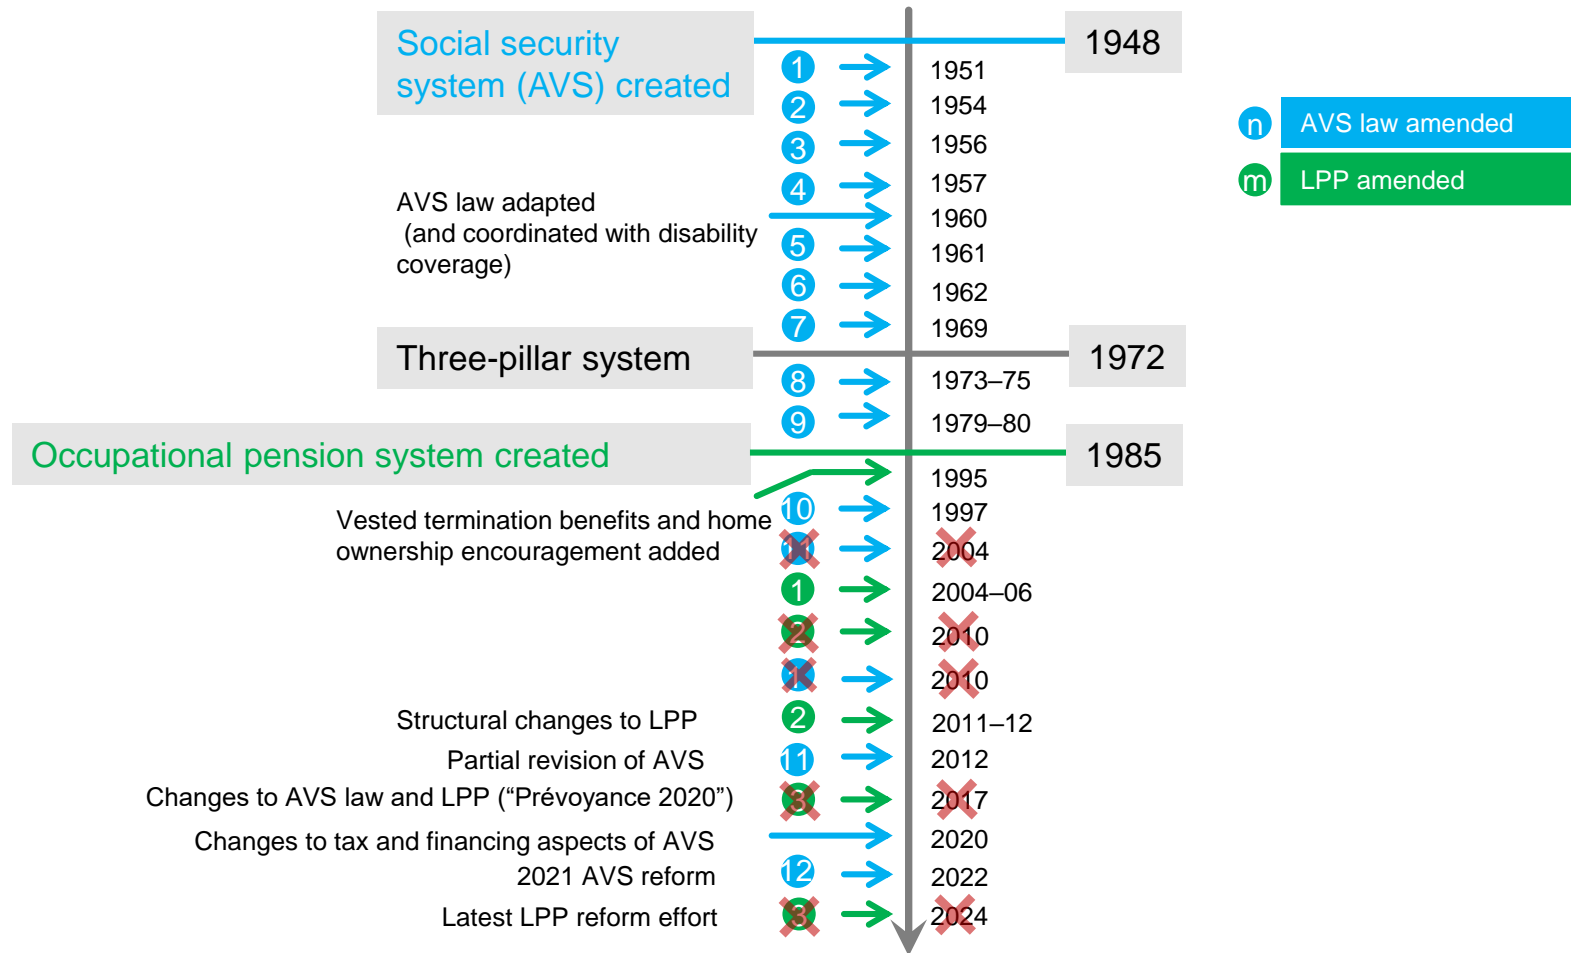 Social security
system (AVS) created
1948
1 1951
2 1954
n AVS law amended
3 1956
m LPP amended
4 1957
AVS law adapted
(and coordinated with disability
coverage)
1960
5 1961
6 1962
7 1969
Three-pillar system
1972
8 1973–75
9 1979–80
Occupational pension system created
1985
1995
Vested termination benefits and home
ownership encouragement added
10 1997
11 2004
1 2004–06
2 2010
2010
Structural changes to LPP 2 2011–12
Partial revision of AVS 11 2012
Changes to AVS law and LPP (“Prévoyance 2020”) 3 2017
Changes to tax and financing aspects of AVS 2020
2021 AVS reform 12 2022
Latest LPP reform effort 3 2024